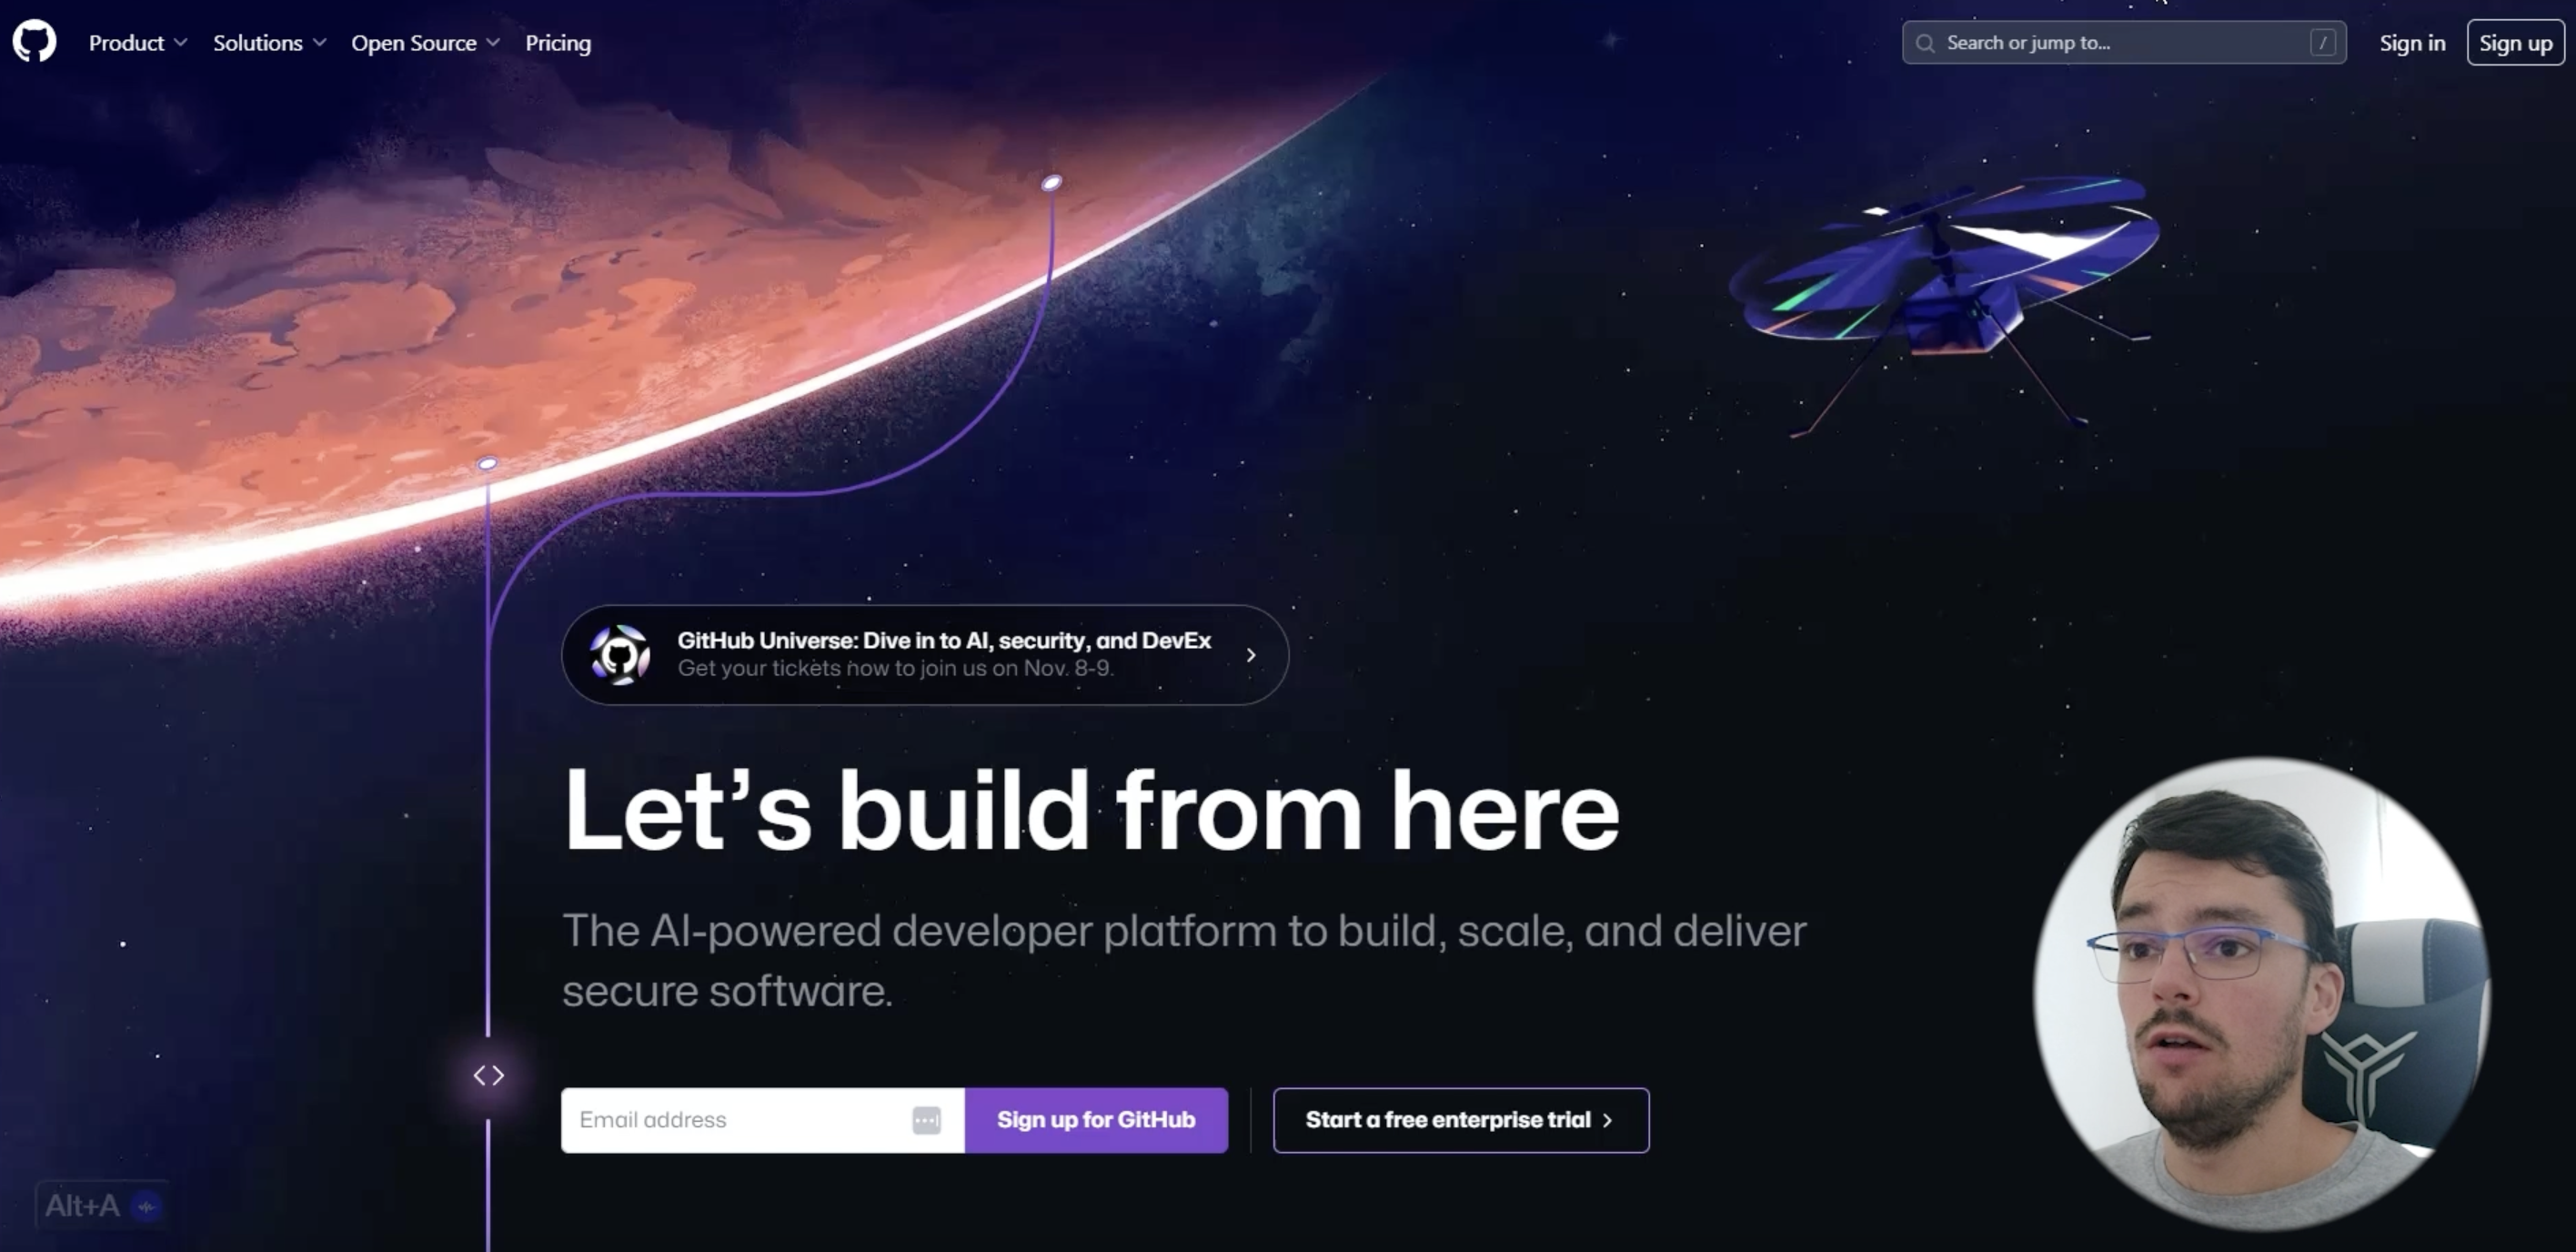 Product Solutions Open Source Pricing Search or jump to... / Sign in Sign up
GitHub Universe: Dive in to AI, security, and DevEx
Get your tickets now to join us on Nov. 8-9.
Let’s build from here
The AI-powered developer platform to build, scale, and deliver
secure software.
Email address Sign up for GitHub Start a free enterprise trial
Alt+A